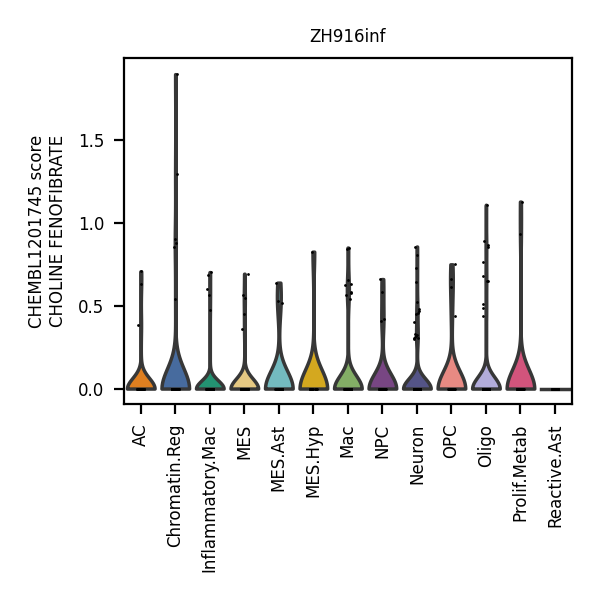 ZH916inf
CHEMBL1201745 score
CHOLINE FENOFIBRATE
1.5
1.0
0.5
0.0
AC
Chromatin.Reg
Inflammatory.Mac
MES
MES.Ast
MES.Hyp
Mac
NPC
Neuron
OPC
Oligo
Prolif.Metab
Reactive.Ast